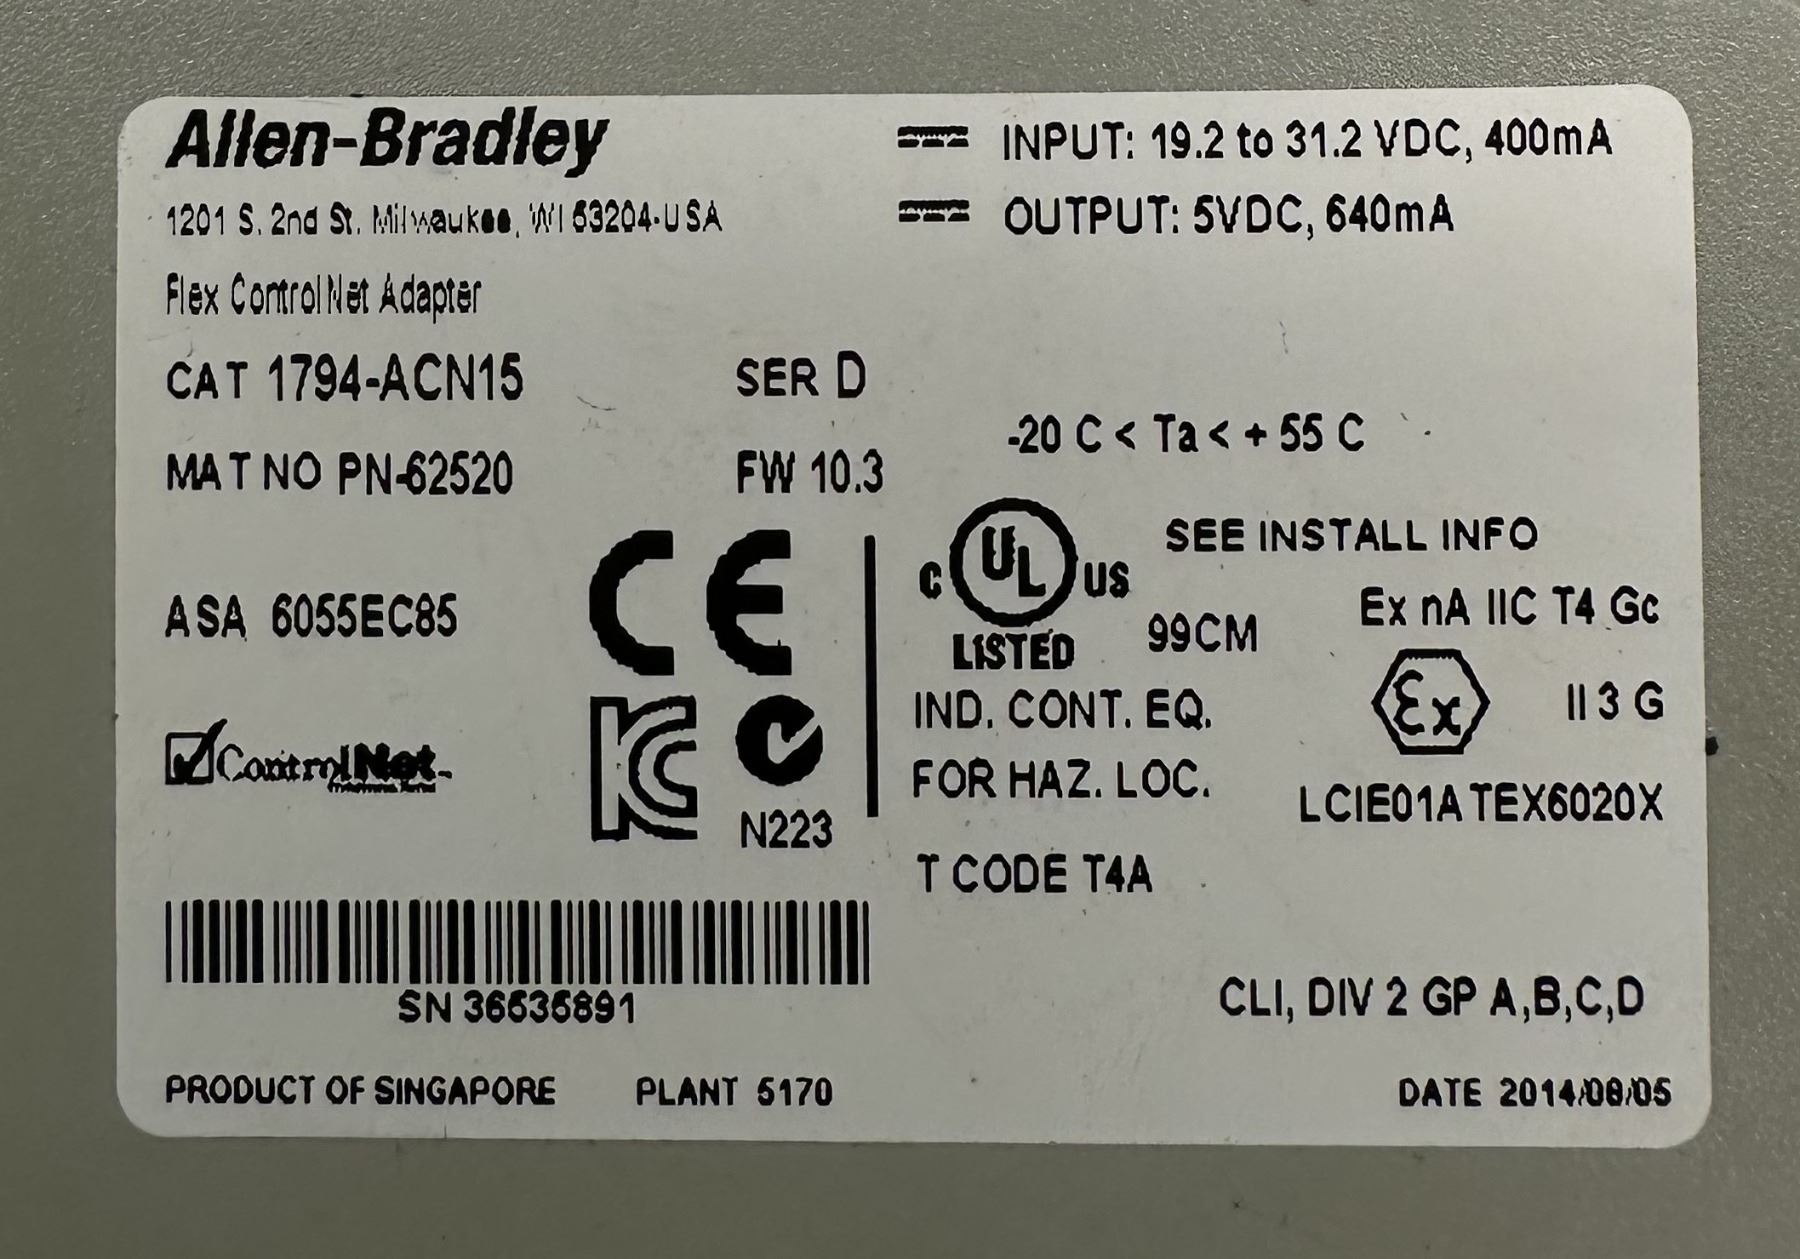 Allen-Bradley
1201 S. 2nd St. Milwaukee, WI 53204-USA
Flex ControlNet Adapter
CAT 1794-ACN15
SER D
MAT NO PN-62520
FW 10.3
ASA 6055EC85
ControlNet
CE
KC
N223
SN 36535891
PRODUCT OF SINGAPORE
PLANT 5170
INPUT: 19.2 to 31.2 VDC, 400mA
OUTPUT: 5VDC, 640mA
-20 C < Ta < + 55 C
C UL US
LISTED
99CM
SEE INSTALL INFO
Ex nA IIC T4 Gc
IND. CONT. EQ.
FOR HAZ. LOC.
Ex
II 3 G
LCIE01ATEX6020X
T CODE T4A
CLI, DIV 2 GP A,B,C,D
DATE 2014/08/05